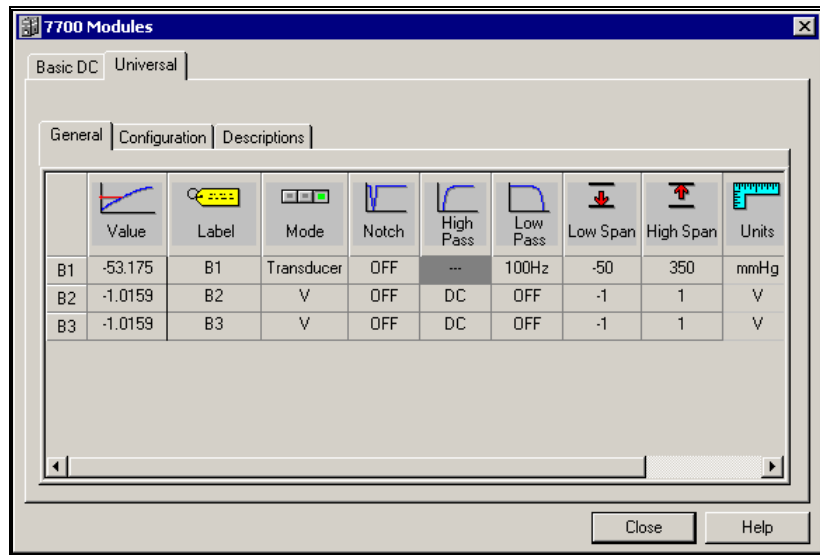 7700 Modules
Basic DC Universal
General Configuration Descriptions
Value Label Mode Notch High Pass Low Pass Low Span High Span Units
B1 -53.175 B1 Transducer OFF --- 100Hz -50 350 mmHg
B2 -1.0159 B2 V OFF DC OFF -1 1 V
B3 -1.0159 B3 V OFF DC OFF -1 1 V
Close Help